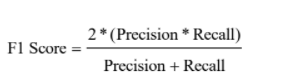 F1 Score = 2 * (Precision * Recall)
Precision + Recall